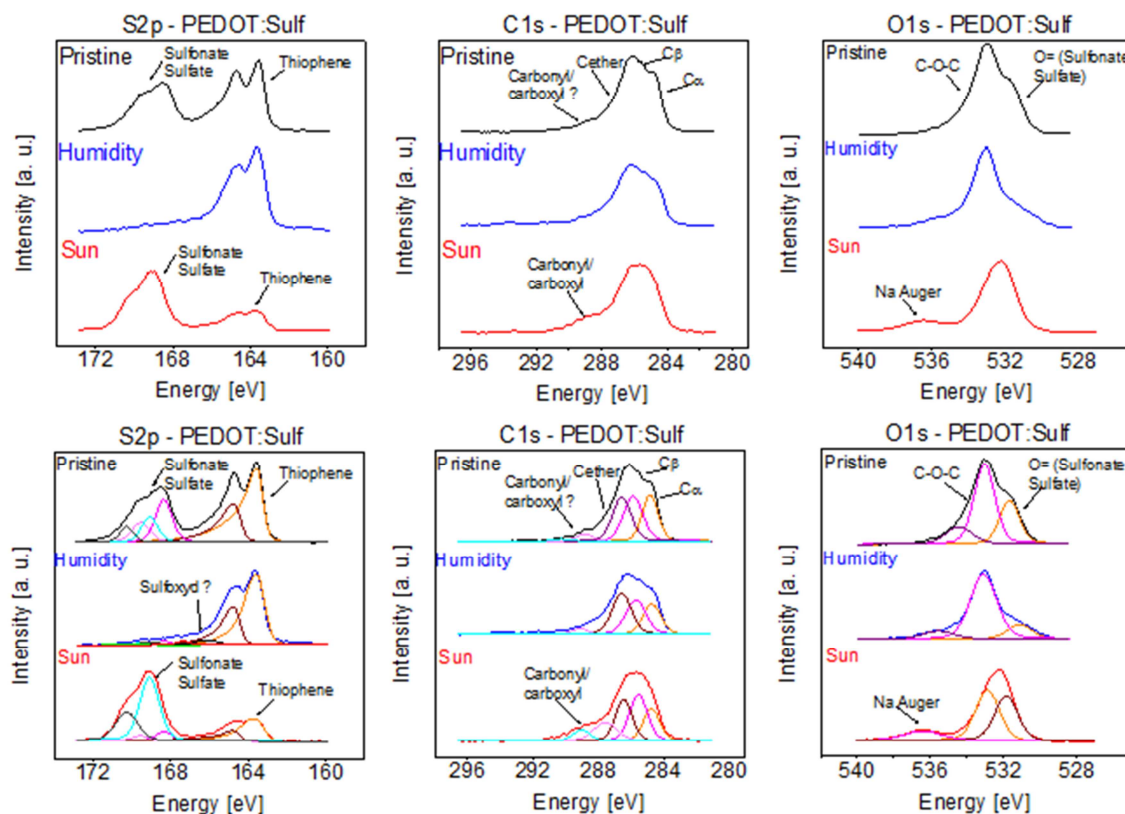 S2p - PEDOT:Sulf
Pristine
Sulfonate
Sulfate
Thiophene
Humidity
Sun
Sulfonate
Sulfate
Thiophene
Intensity [a. u.]
172 168 164 160
Energy [eV]
C1s - PEDOT:Sulf
Pristine
Carbonyl/
carboxyl ?
Cether
Cβ
Cα
Humidity
Sun
Carbonyl/
carboxyl
Intensity [a. u.]
296 292 288 284 280
Energy [eV]
O1s - PEDOT:Sulf
Pristine
C-O-C
O= (Sulfonate
Sulfate)
Humidity
Sun
Na Auger
Intensity [a. u.]
540 536 532 528
Energy [eV]
S2p - PEDOT:Sulf
Pristine
Sulfonate
Sulfate
Thiophene
Humidity
Sulfoxyd ?
Sun
Sulfonate
Sulfate
Thiophene
Intensity [a. u.]
172 168 164 160
Energy [eV]
C1s - PEDOT:Sulf
Pristine
Carbonyl/
carboxyl ?
Cether
Cβ
Cα
Humidity
Sun
Carbonyl/
carboxyl
Intensity [a. u.]
296 292 288 284 280
Energy [eV]
O1s - PEDOT:Sulf
Pristine
C-O-C
O= (Sulfonate
Sulfate)
Humidity
Sun
Na Auger
Intensity [a. u.]
540 536 532 528
Energy [eV]